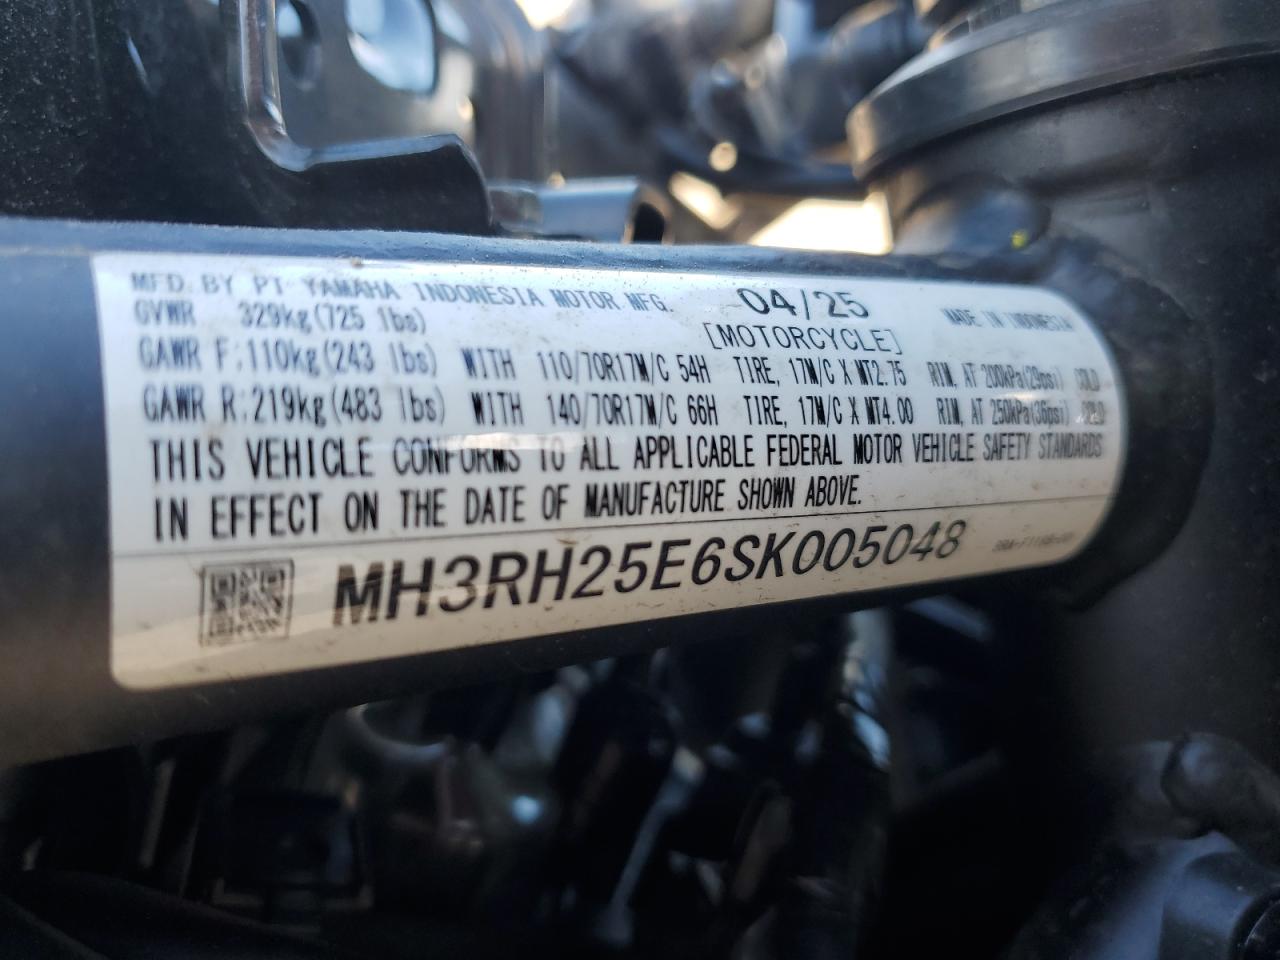 MFD. BY PT YAMAHA INDONESIA MOTOR MFG. 04/25 MADE IN INDONESIA
GVWR 329kg(725 lbs) [MOTORCYCLE]
GAWR F:110kg(243 lbs) WITH 110/70R17M/C 54H TIRE, 17M/C X MT2.75 RIM, AT 200kPa(29psi) COLD
GAWR R:219kg(483 lbs) WITH 140/70R17M/C 66H TIRE, 17M/C X MT4.00 RIM, AT 250kPa(36psi) COLD
THIS VEHICLE CONFORMS TO ALL APPLICABLE FEDERAL MOTOR VEHICLE SAFETY STANDARDS
IN EFFECT ON THE DATE OF MANUFACTURE SHOWN ABOVE.
MH3RH25E6SK005048